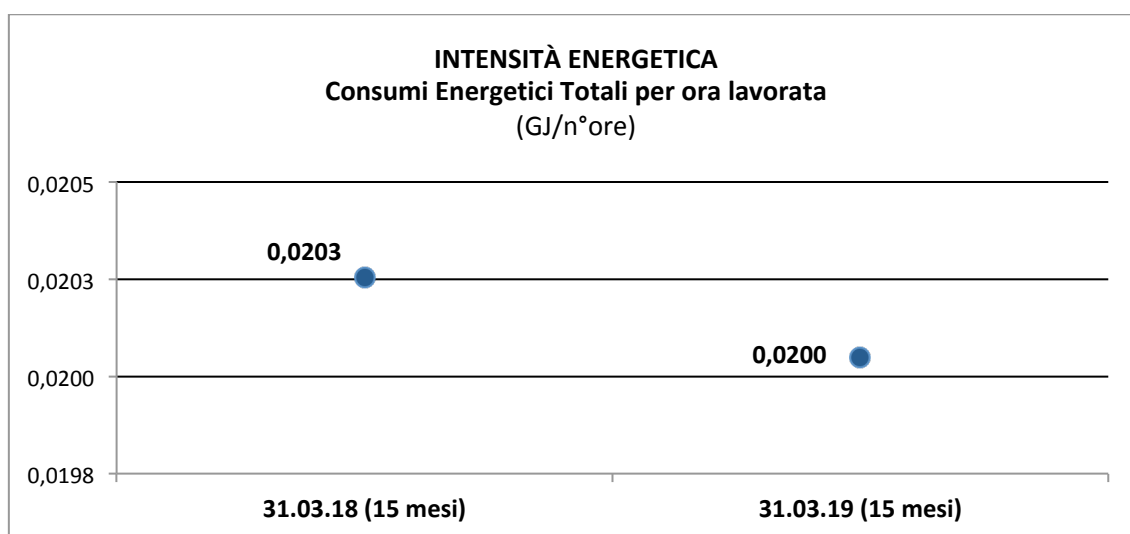 INTENSITÀ ENERGETICA
Consumi Energetici Totali per ora lavorata
(GJ/n°ore)
0,0205
0,0203
0,0203
0,0200
0,0200
0,0198
31.03.18 (15 mesi)
31.03.19 (15 mesi)